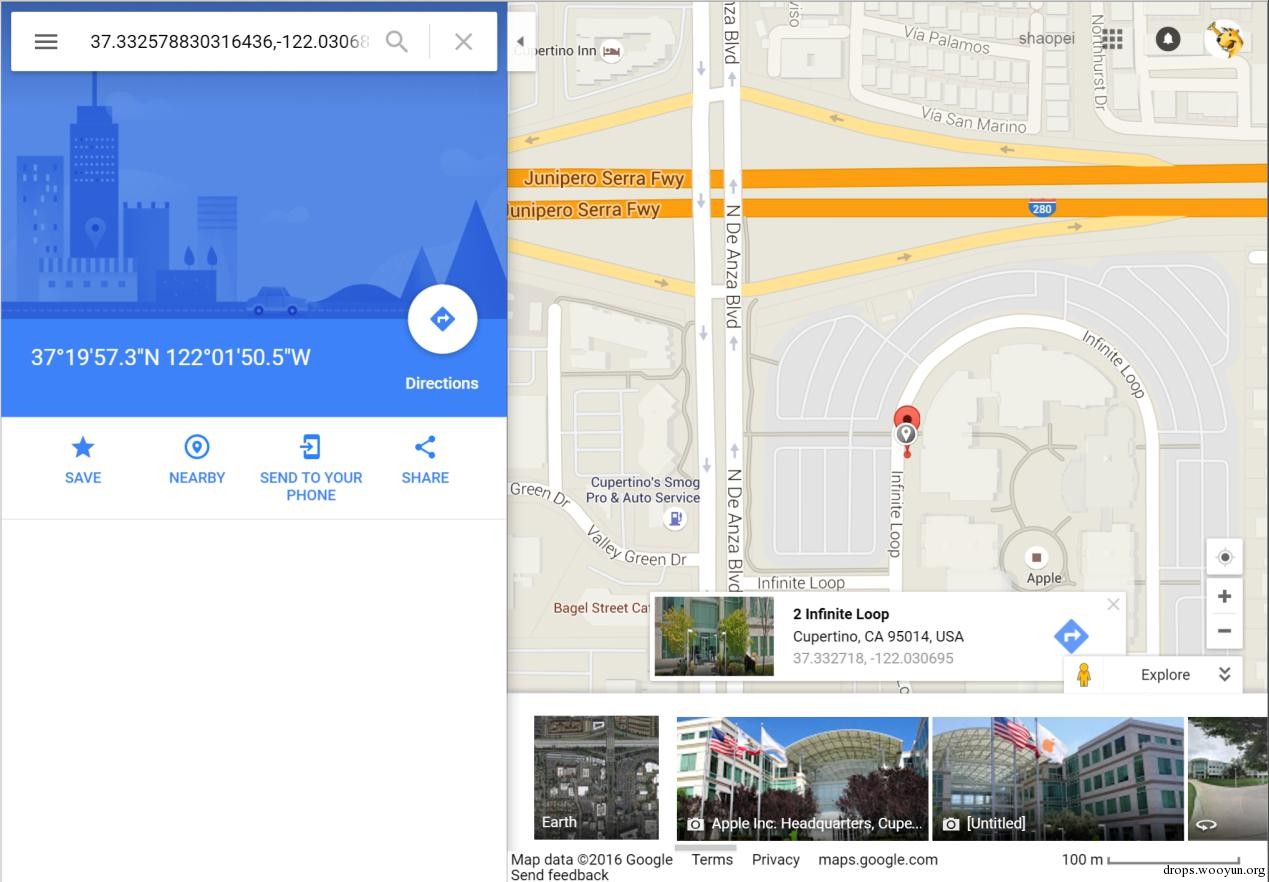 37.332578830316436,-122.03068
37°19'57.3"N 122°01'50.5"W
Directions
SAVE
NEARBY
SEND TO YOUR
PHONE
SHARE
Cupertino Inn
shaopei
Via Palamos
Via San Marino
Northhurst Dr
nza Blvd
Junipero Serra Fwy
Junipero Serra Fwy
280
N De Anza Blvd
N De Anza Blvd
Infinite Loop
Infinite Loop
Infinite Loop
Cupertino's Smog
Pro & Auto Service
Green Dr
Valley Green Dr
Apple
Bagel Street Caf
2 Infinite Loop
Cupertino, CA 95014, USA
37.332718, -122.030695
Explore
Earth
Apple Inc. Headquarters, Cupe...
[Untitled]
Map data ©2016 Google
Terms
Privacy
maps.google.com
100 m
Send feedback
drops.wooyun.org